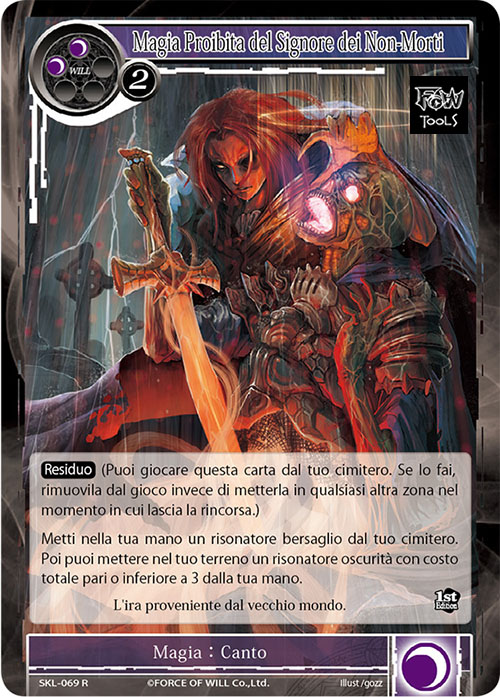 Magia Proibita del Signore dei Non-Morti
WILL
2
FOW
TOOLS
Residuo (Puoi giocare questa carta dal tuo cimitero. Se lo fai,
rimuovila dal gioco invece di metterla in qualsiasi altra zona nel
momento in cui lascia la rincorsa.)
Metti nella tua mano un risonatore bersaglio dal tuo cimitero.
Poi puoi mettere nel tuo terreno un risonatore oscurità con costo
totale pari o inferiore a 3 dalla tua mano.
L'ira proveniente dal vecchio mondo.
1st
Edition
Magia : Canto
SKL-069 R ©FORCE OF WILL Co.,Ltd. Illust/gozz